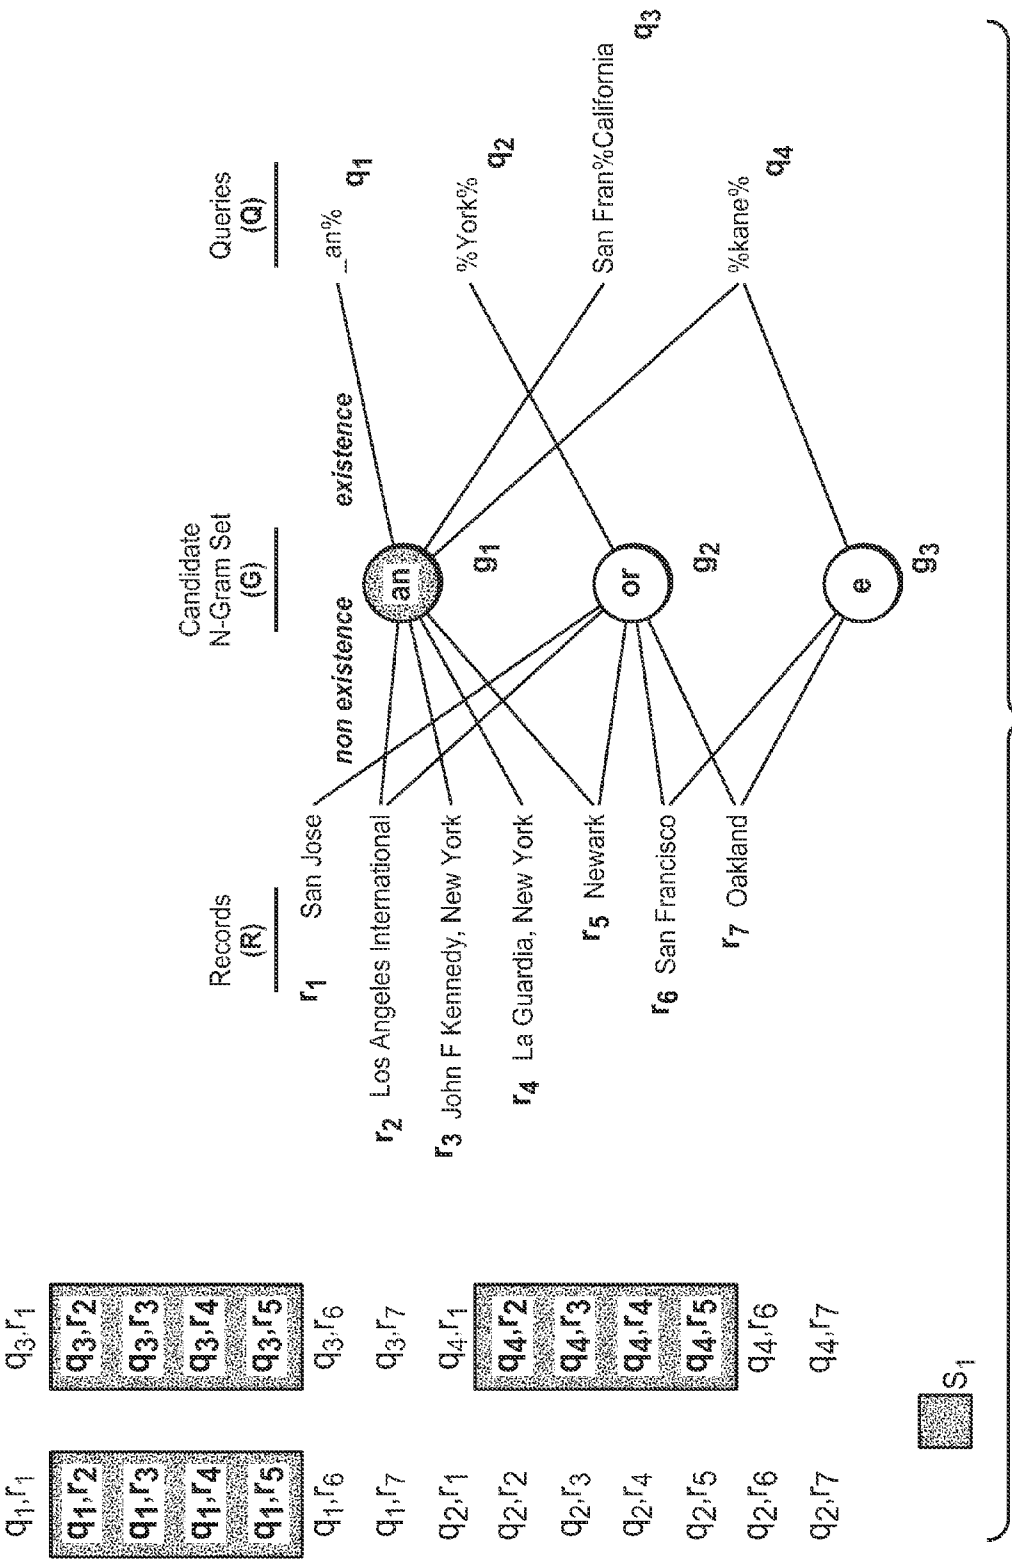 Records
(R)
Candidate
N-Gram Set
(G)
Queries
(Q)
non existence
existence
r1 San Jose
r2 Los Angeles International
r3 John F Kennedy, New York
r4 La Guardia, New York
r5 Newark
r6 San Francisco
r7 Oakland
an
g1
or
g2
e
g3
_an%
q1
%York%
q2
San Fran%California
q3
%kane%
q4
q1,r1
q1,r2
q1,r3
q1,r4
q1,r5
q1,r6
q1,r7
q2,r1
q2,r2
q2,r3
q2,r4
q2,r5
q2,r6
q2,r7
q3,r1
q3,r2
q3,r3
q3,r4
q3,r5
q3,r6
q3,r7
q4,r1
q4,r2
q4,r3
q4,r4
q4,r5
q4,r6
q4,r7
S1